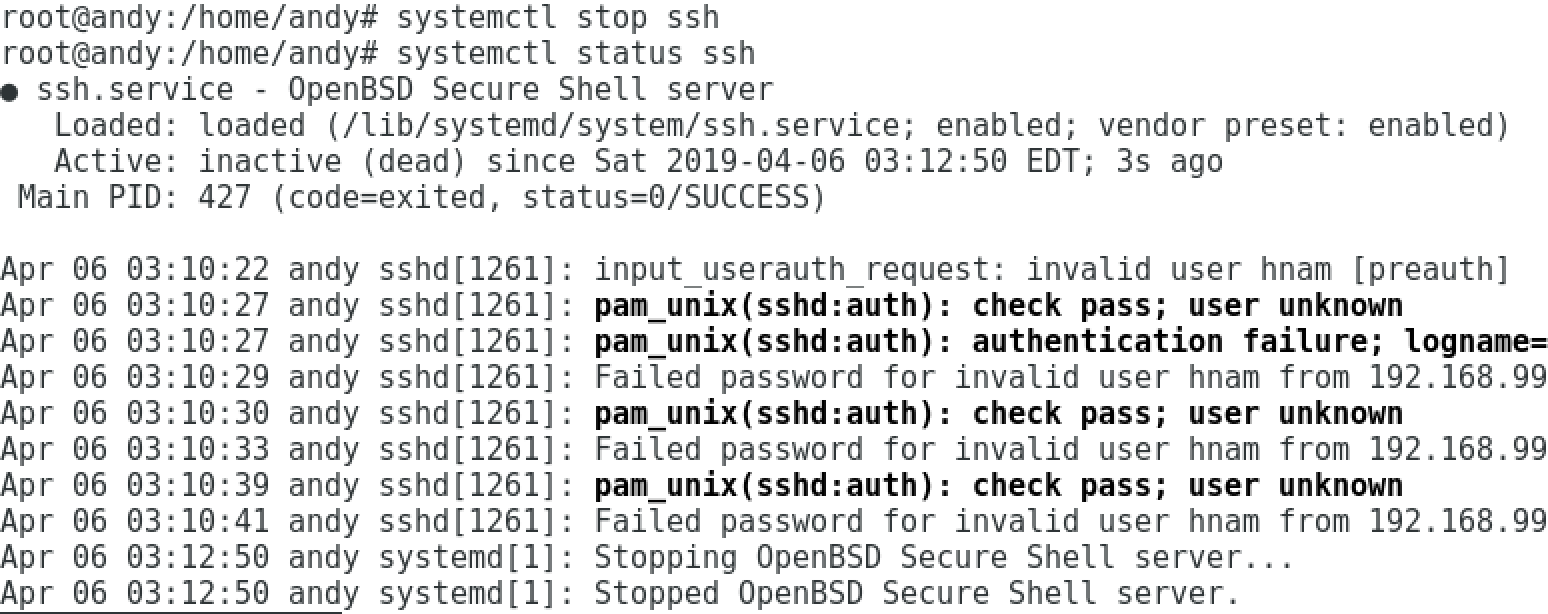 root@andy:/home/andy# systemctl stop ssh
root@andy:/home/andy# systemctl status ssh
● ssh.service - OpenBSD Secure Shell server
   Loaded: loaded (/lib/systemd/system/ssh.service; enabled; vendor preset: enabled)
   Active: inactive (dead) since Sat 2019-04-06 03:12:50 EDT; 3s ago
 Main PID: 427 (code=exited, status=0/SUCCESS)

Apr 06 03:10:22 andy sshd[1261]: input_userauth_request: invalid user hnam [preauth]
Apr 06 03:10:27 andy sshd[1261]: pam_unix(sshd:auth): check pass; user unknown
Apr 06 03:10:27 andy sshd[1261]: pam_unix(sshd:auth): authentication failure; logname=
Apr 06 03:10:29 andy sshd[1261]: Failed password for invalid user hnam from 192.168.99
Apr 06 03:10:30 andy sshd[1261]: pam_unix(sshd:auth): check pass; user unknown
Apr 06 03:10:33 andy sshd[1261]: Failed password for invalid user hnam from 192.168.99
Apr 06 03:10:39 andy sshd[1261]: pam_unix(sshd:auth): check pass; user unknown
Apr 06 03:10:41 andy sshd[1261]: Failed password for invalid user hnam from 192.168.99
Apr 06 03:12:50 andy systemd[1]: Stopping OpenBSD Secure Shell server...
Apr 06 03:12:50 andy systemd[1]: Stopped OpenBSD Secure Shell server.